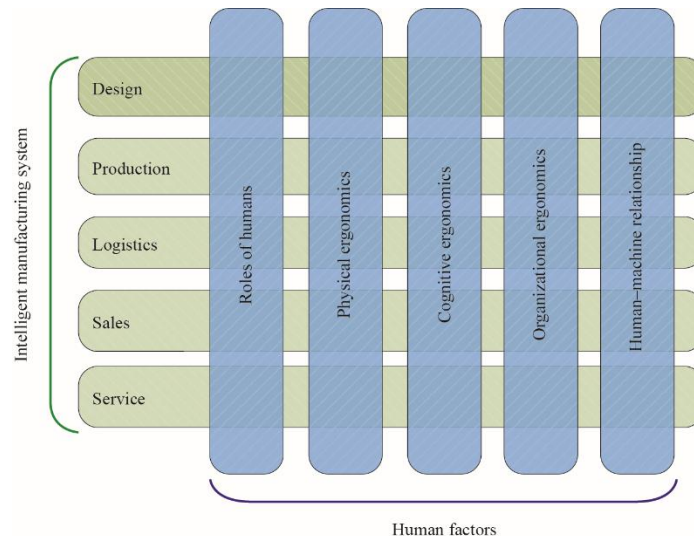 Intelligent manufacturing system
Design
Production
Logistics
Sales
Service
Roles of humans
Physical ergonomics
Cognitive ergonomics
Organizational ergonomics
Human–machine relationship
Human factors